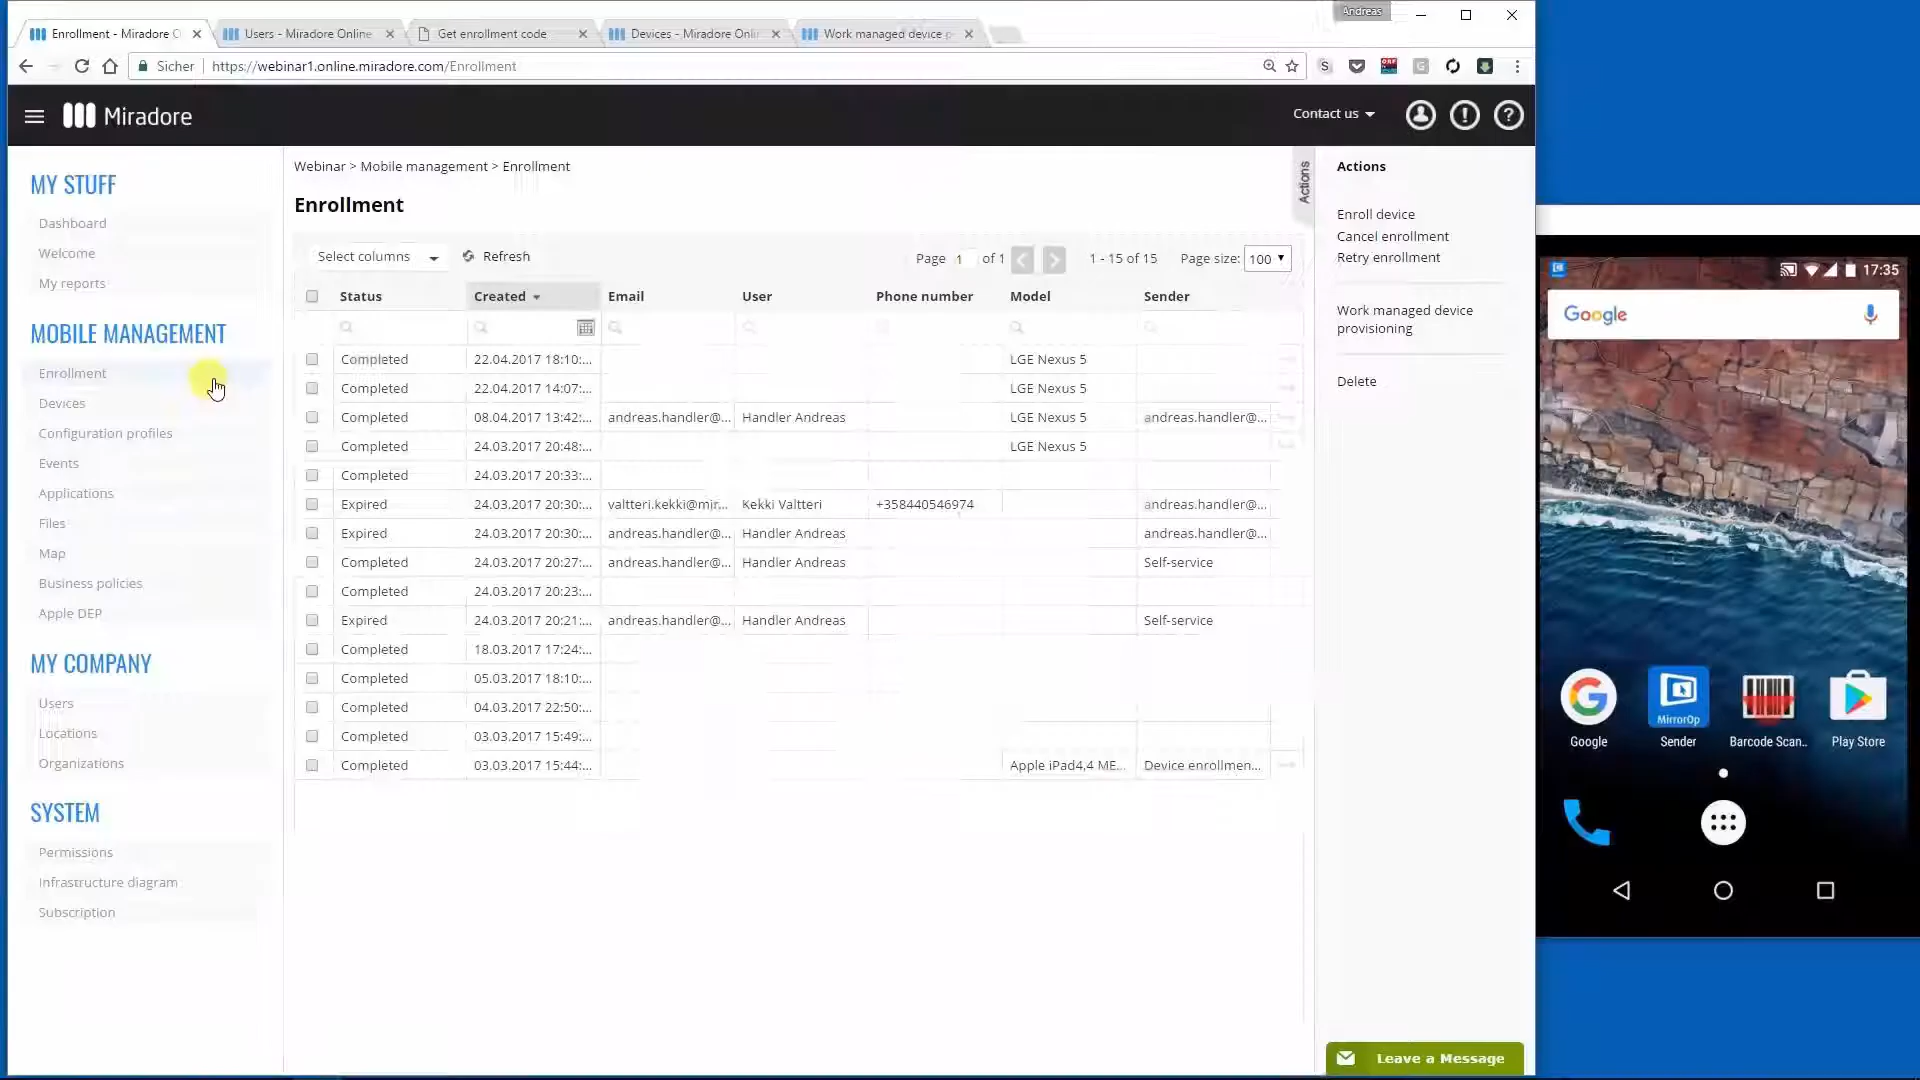 Andreas
Enrollment - Miradore O
Users - Miradore Online
Get enrollment code
Devices - Miradore Onli
Work managed device p
Sicher
https://webinar1.online.miradore.com/Enrollment
Miradore
Contact us
MY STUFF
Dashboard
Welcome
My reports
MOBILE MANAGEMENT
Enrollment
Devices
Configuration profiles
Events
Applications
Files
Map
Business policies
Apple DEP
MY COMPANY
Users
Locations
Organizations
SYSTEM
Permissions
Infrastructure diagram
Subscription
Webinar > Mobile management > Enrollment
Enrollment
Select columns
Refresh
Page 1 of 1
1 - 15 of 15
Page size: 100
Status Created Email User Phone number Model Sender
Completed 22.04.2017 18:10:... LGE Nexus 5
Completed 22.04.2017 14:07:... LGE Nexus 5
Completed 08.04.2017 13:42:... andreas.handler@... Handler Andreas LGE Nexus 5 andreas.handler@...
Completed 24.03.2017 20:48:... LGE Nexus 5
Completed 24.03.2017 20:33:...
Expired 24.03.2017 20:30:... valtteri.kekki@mir... Kekki Valtteri +358440546974 andreas.handler@...
Expired 24.03.2017 20:30:... andreas.handler@... Handler Andreas andreas.handler@...
Completed 24.03.2017 20:27:... andreas.handler@... Handler Andreas Self-service
Completed 24.03.2017 20:23:...
Expired 24.03.2017 20:21:... andreas.handler@... Handler Andreas Self-service
Completed 18.03.2017 17:24:...
Completed 05.03.2017 18:10:...
Completed 04.03.2017 22:50:...
Completed 03.03.2017 15:49:...
Completed 03.03.2017 15:44:... Apple iPad4,4 ME... Device enrollmen...
Actions
Actions
Enroll device
Cancel enrollment
Retry enrollment
Work managed device
provisioning
Delete
Leave a Message
17:35
Google
MirrorOp
Google
Sender
Barcode Scan..
Play Store